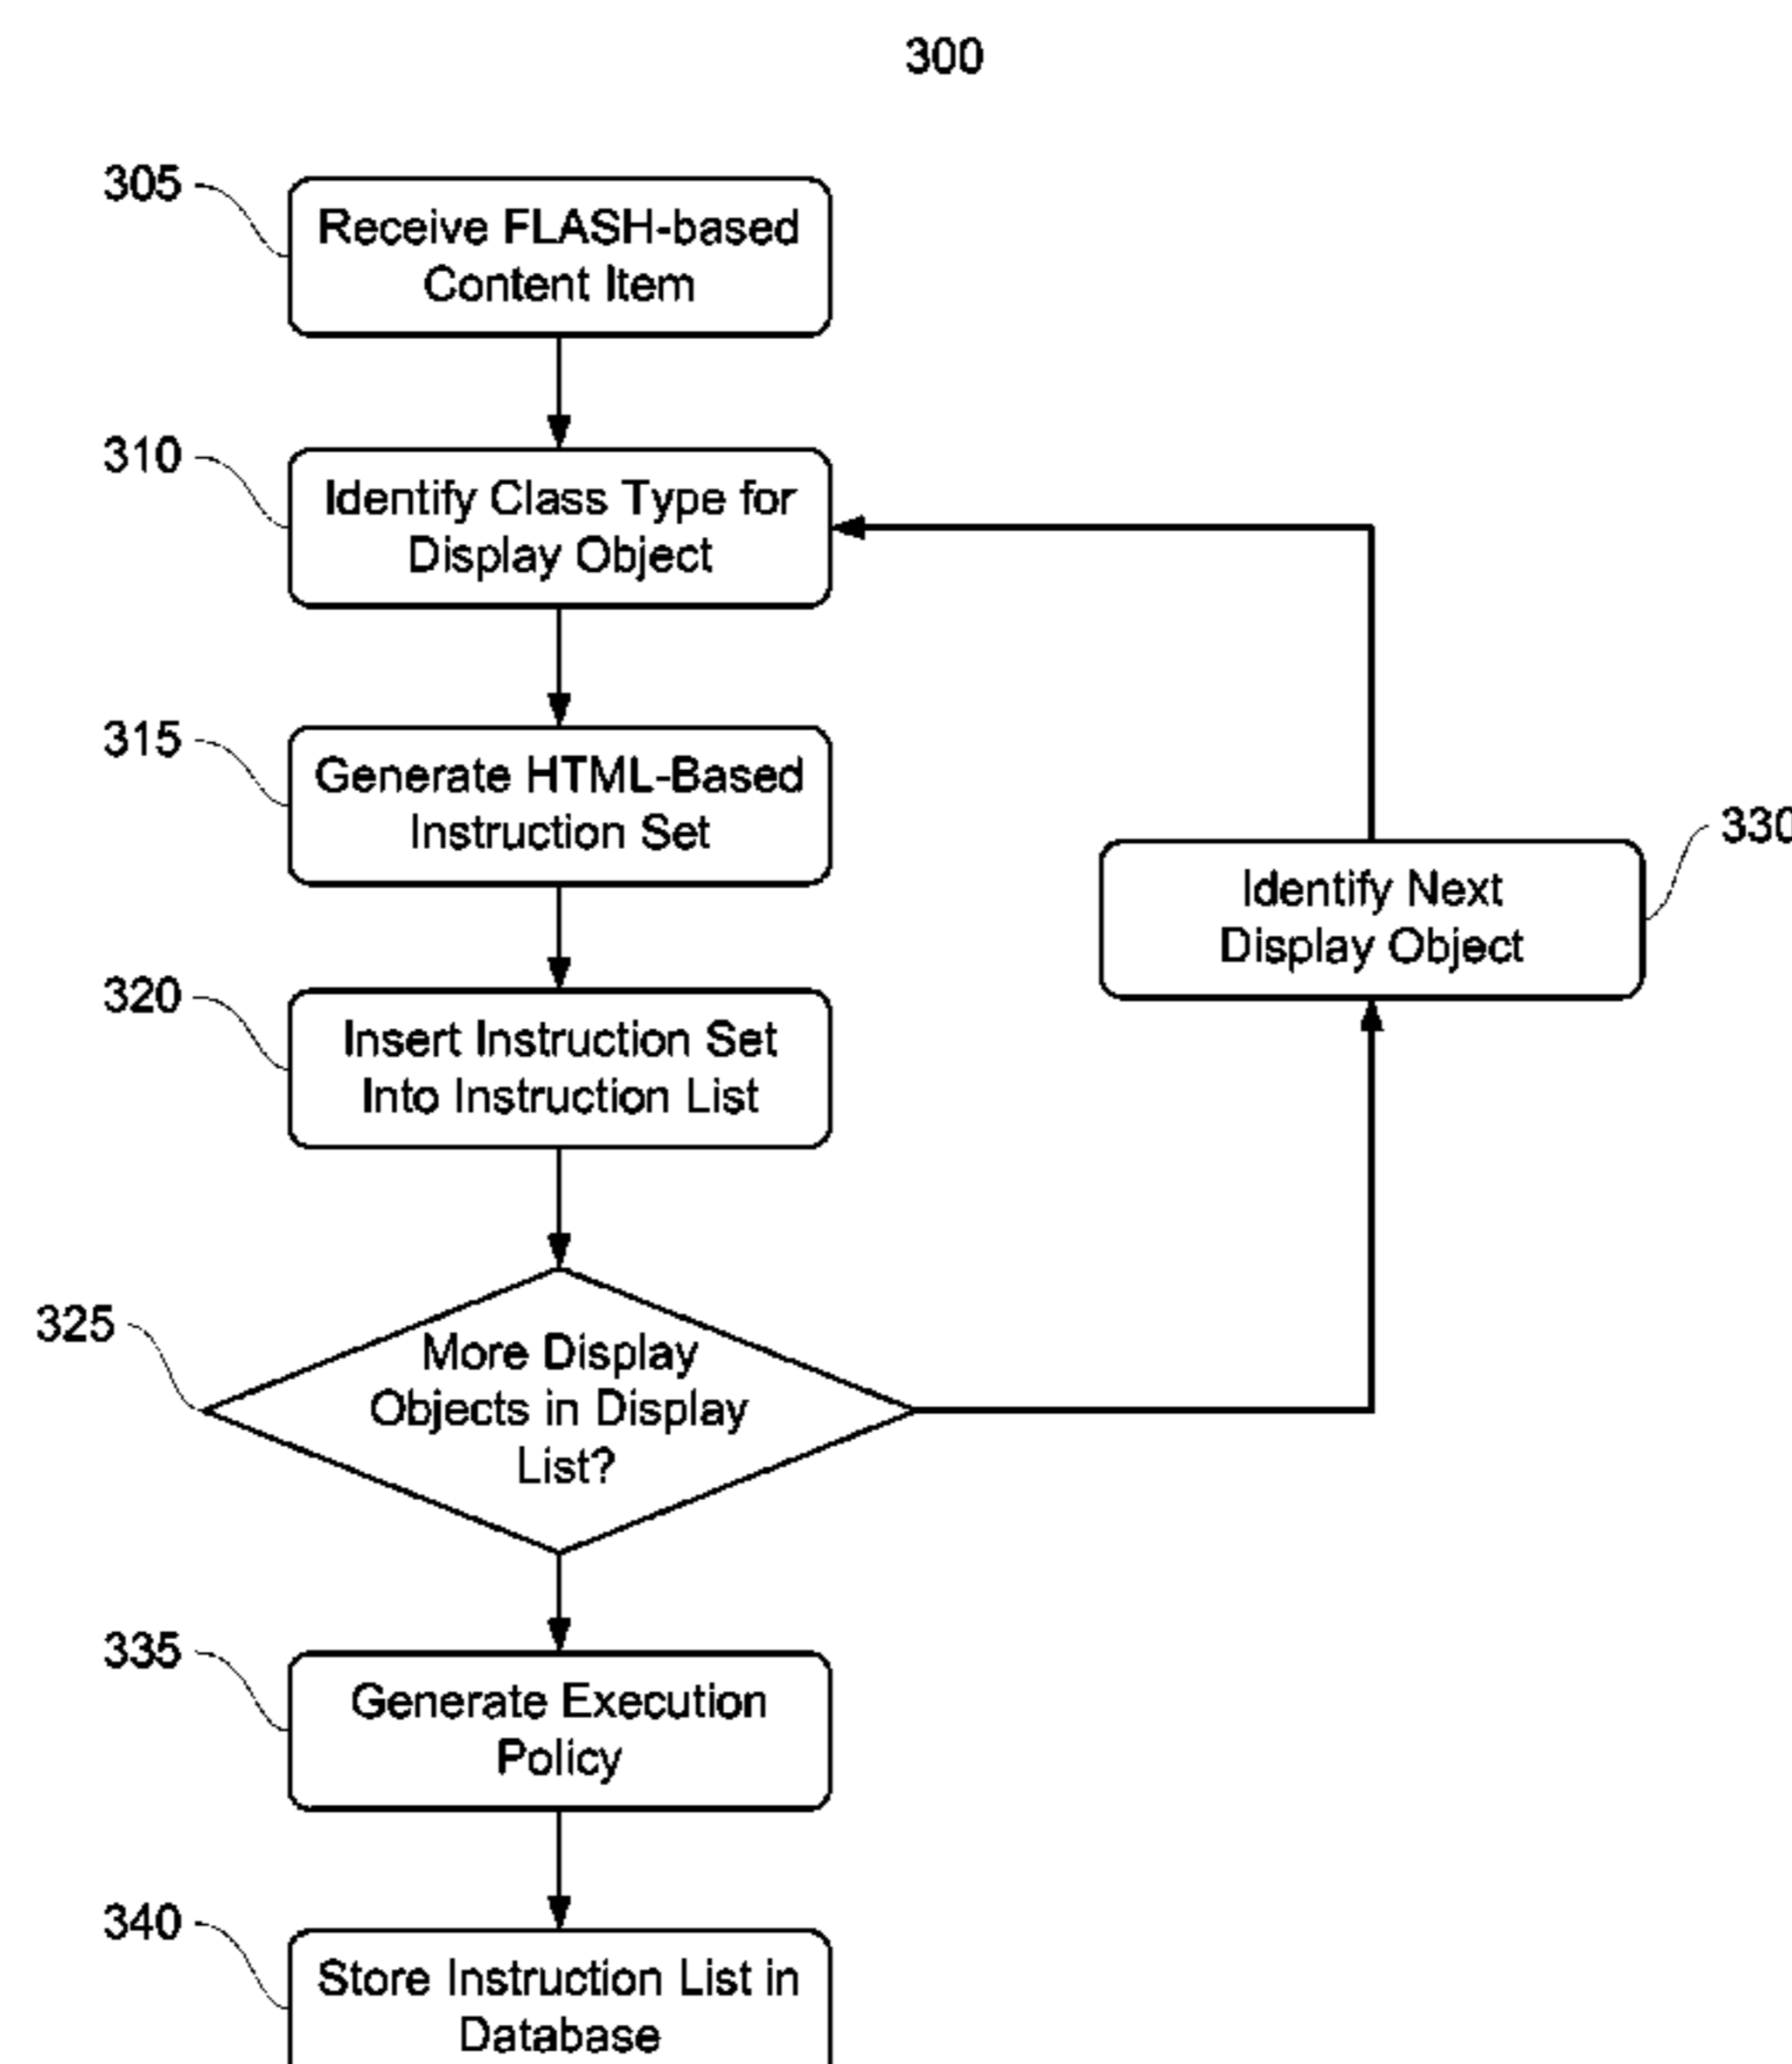 300
305
Receive FLASH-based
Content Item
310
Identify Class Type for
Display Object
315
Generate HTML-Based
Instruction Set
330
Identify Next
Display Object
320
Insert Instruction Set
Into Instruction List
325
More Display
Objects in Display
List?
335
Generate Execution
Policy
340
Store Instruction List in
Database